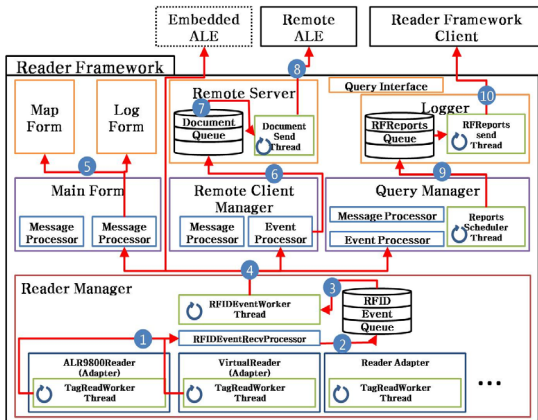 Embedded
ALE
Remote
ALE
Reader Framework
Client
Reader Framework
8
Map
Form
Log
Form
Remote Server
7
Document
Queue
Document
Send
Thread
Query Interface
10
Logger
RFReports
Queue
RFReports
send
Thread
5
6
9
Main Form
Message
Processor
Message
Processor
Remote Client
Manager
Message
Processor
Event
Processor
Query Manager
Message Processor
Event Processor
Reports
Scheduler
Thread
4
Reader Manager
3
RFIDEventWorker
Thread
RFID
Event
Queue
1
RFIDEventRecvProcessor
2
ALR9800Reader
(Adapter)
TagReadWorker
Thread
VirtualReader
(Adapter)
TagReadWorker
Thread
Reader Adapter
TagReadWorker
Thread
...